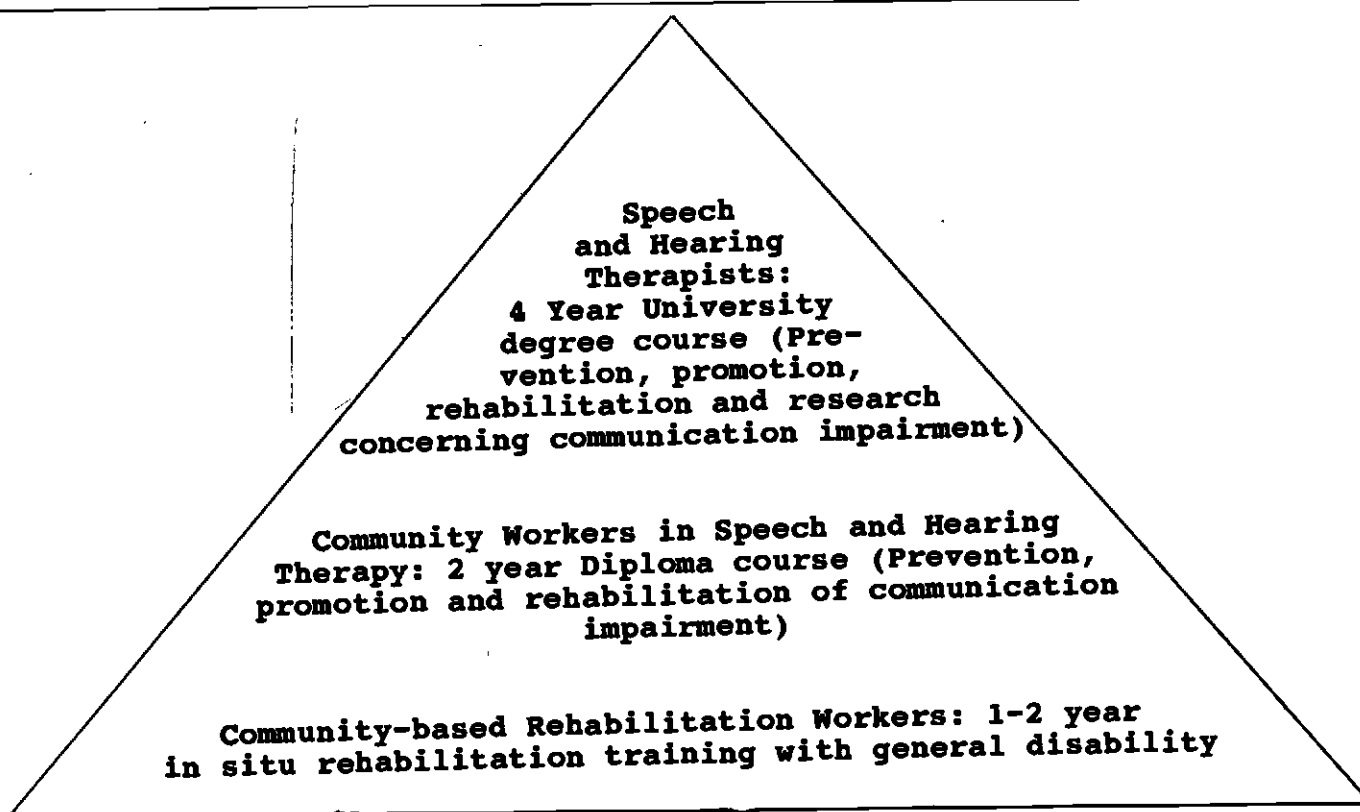 Speech
and Hearing
Therapists:
4 Year University
degree course (Pre-
vention, promotion,
rehabilitation and research
concerning communication impairment)
Community Workers in Speech and Hearing
Therapy: 2 year Diploma course (Prevention,
promotion and rehabilitation of communication
impairment)
Community-based Rehabilitation Workers: 1-2 year
in situ rehabilitation training with general disability